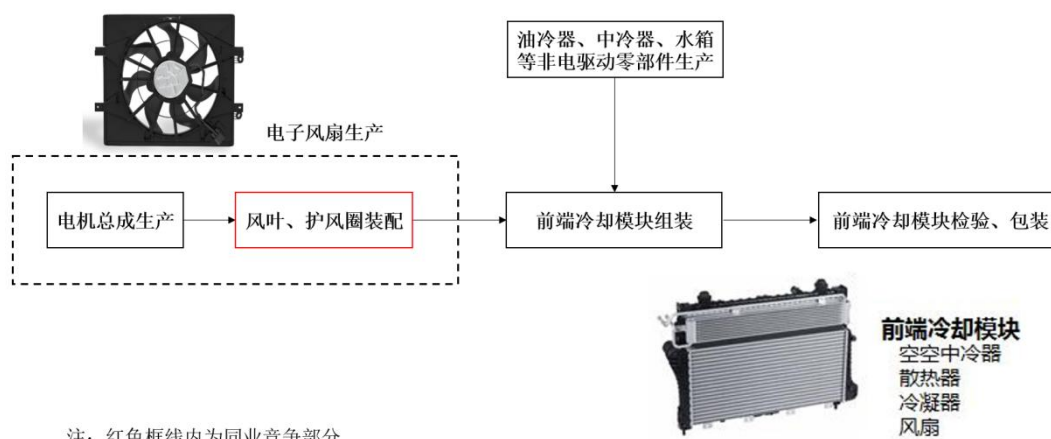 油冷器、中冷器、水箱
等非电驱动零部件生产
电子风扇生产
电机总成生产
风叶、护风圈装配
前端冷却模块组装
前端冷却模块检验、包装
前端冷却模块
空空中冷器
散热器
冷凝器
风扇
注：红色框线内为同业竞争部分